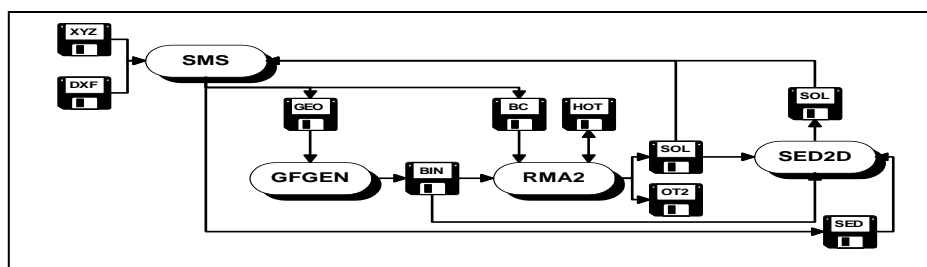 XYZ
SMS
DXF
GEO
BC
HOT
SOL
SOL
SED2D
GFGEN
BIN
RMA2
OT2
SED